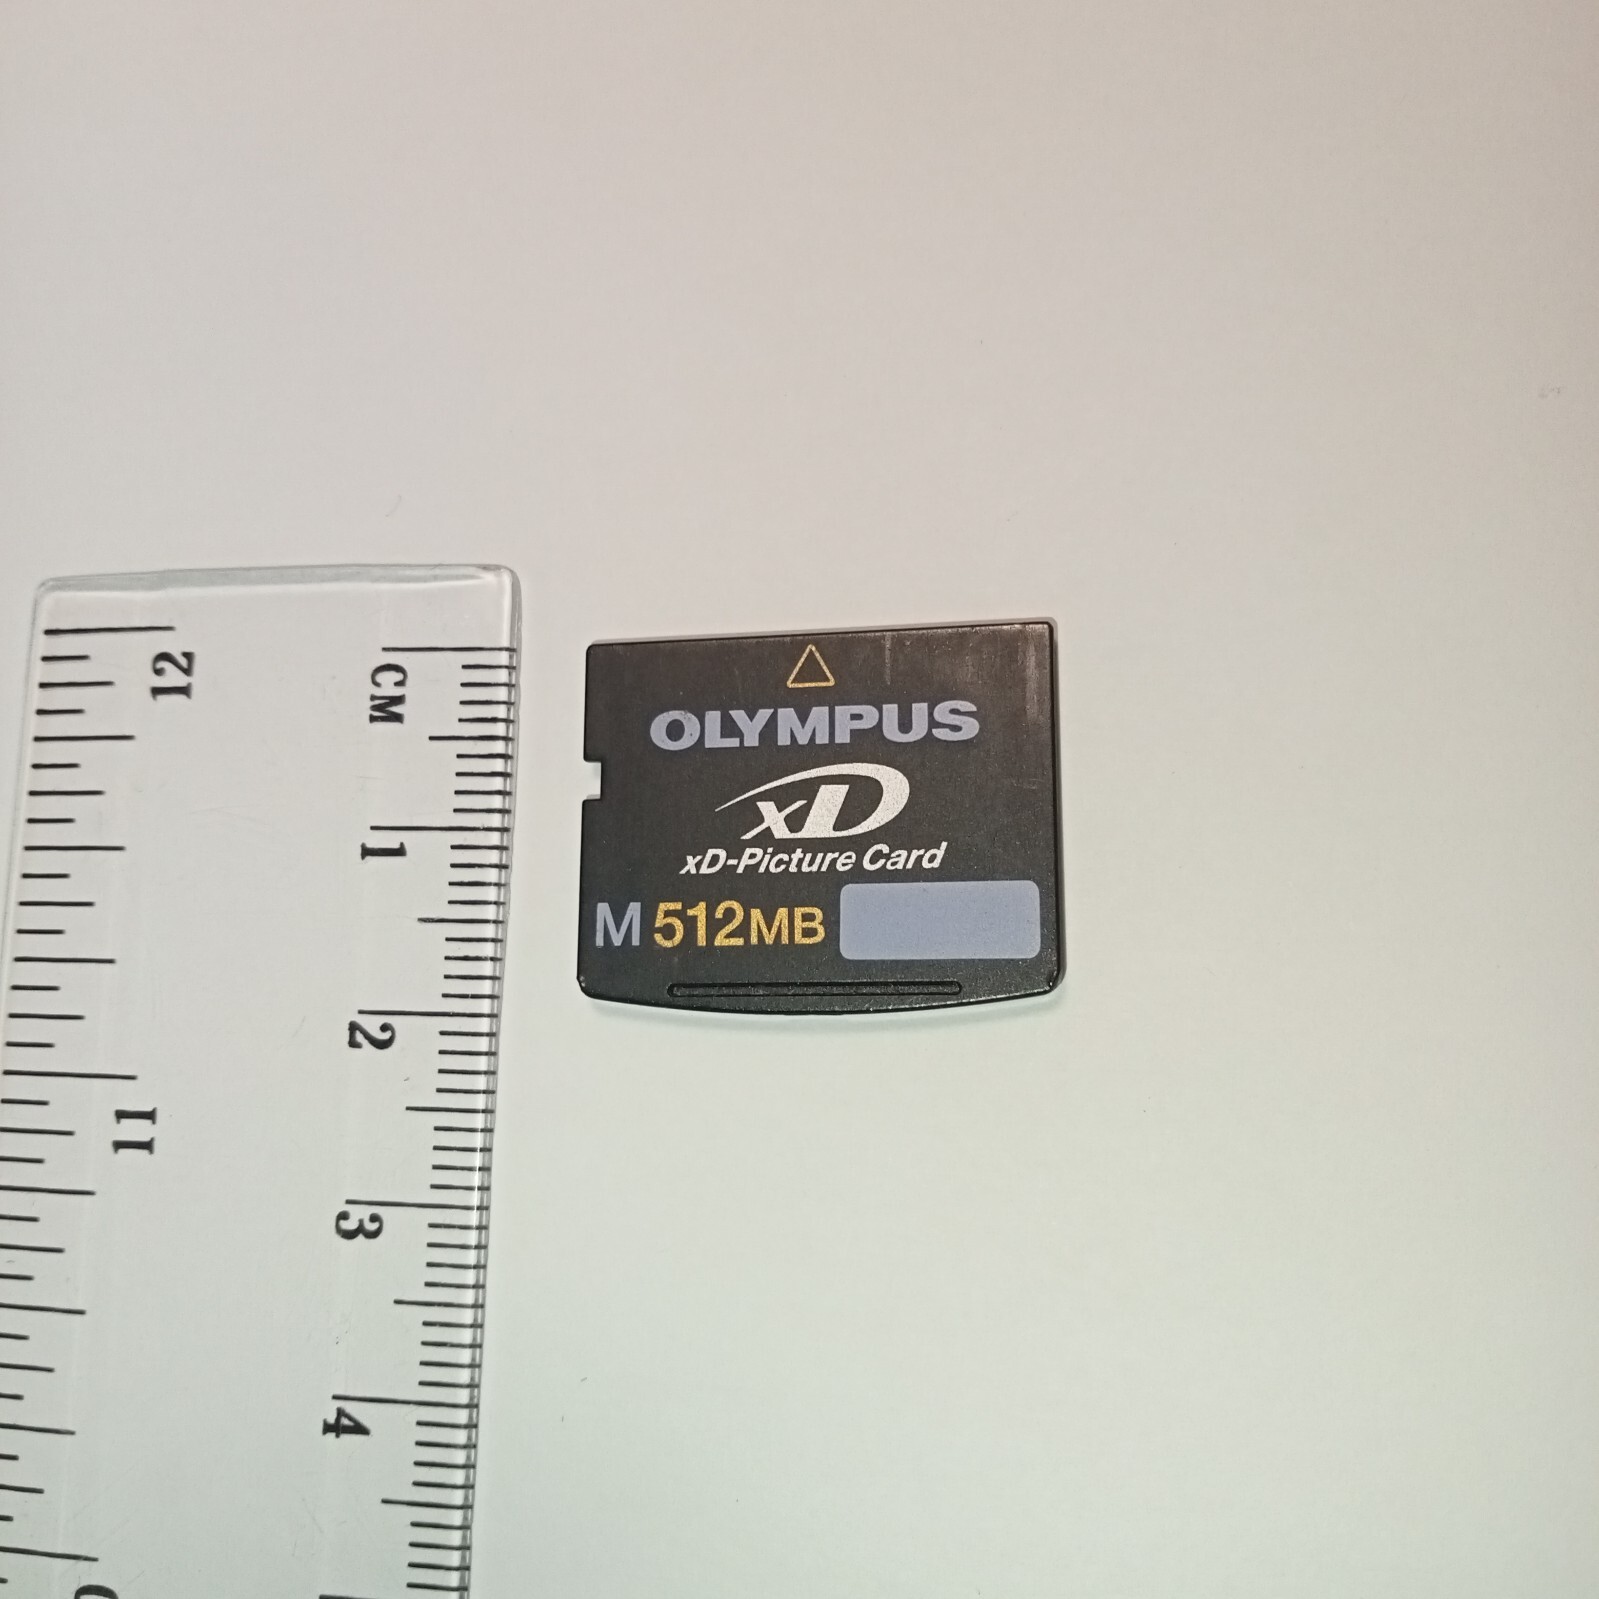 OLYMPUS
xD
xD-Picture Card
M 512MB
12
11
CM
1
2
3
4